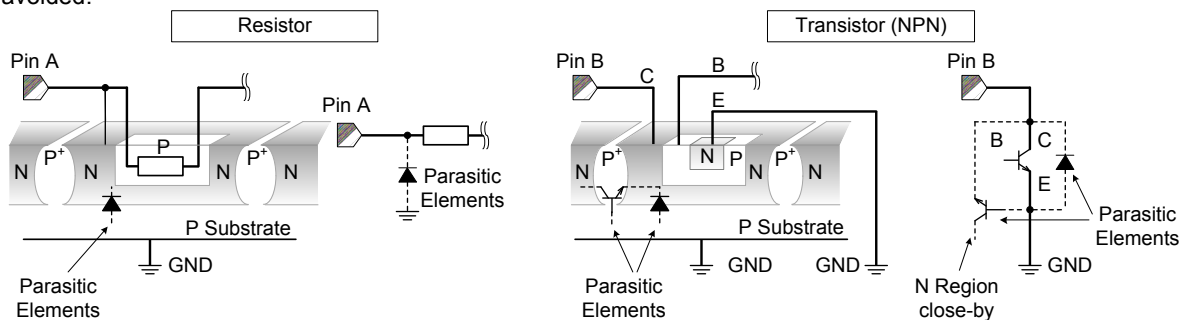 avoided.
Resistor
Transistor (NPN)
Pin A
Pin A
N
P+
N
P
N
P+
N
Parasitic
Elements
P Substrate
GND
Parasitic
Elements
Pin B
C
B
E
N
P+
N
N
P
N
P+
N
P Substrate
GND
GND
Parasitic
Elements
Pin B
B
C
E
Parasitic
Elements
GND
N Region
close-by